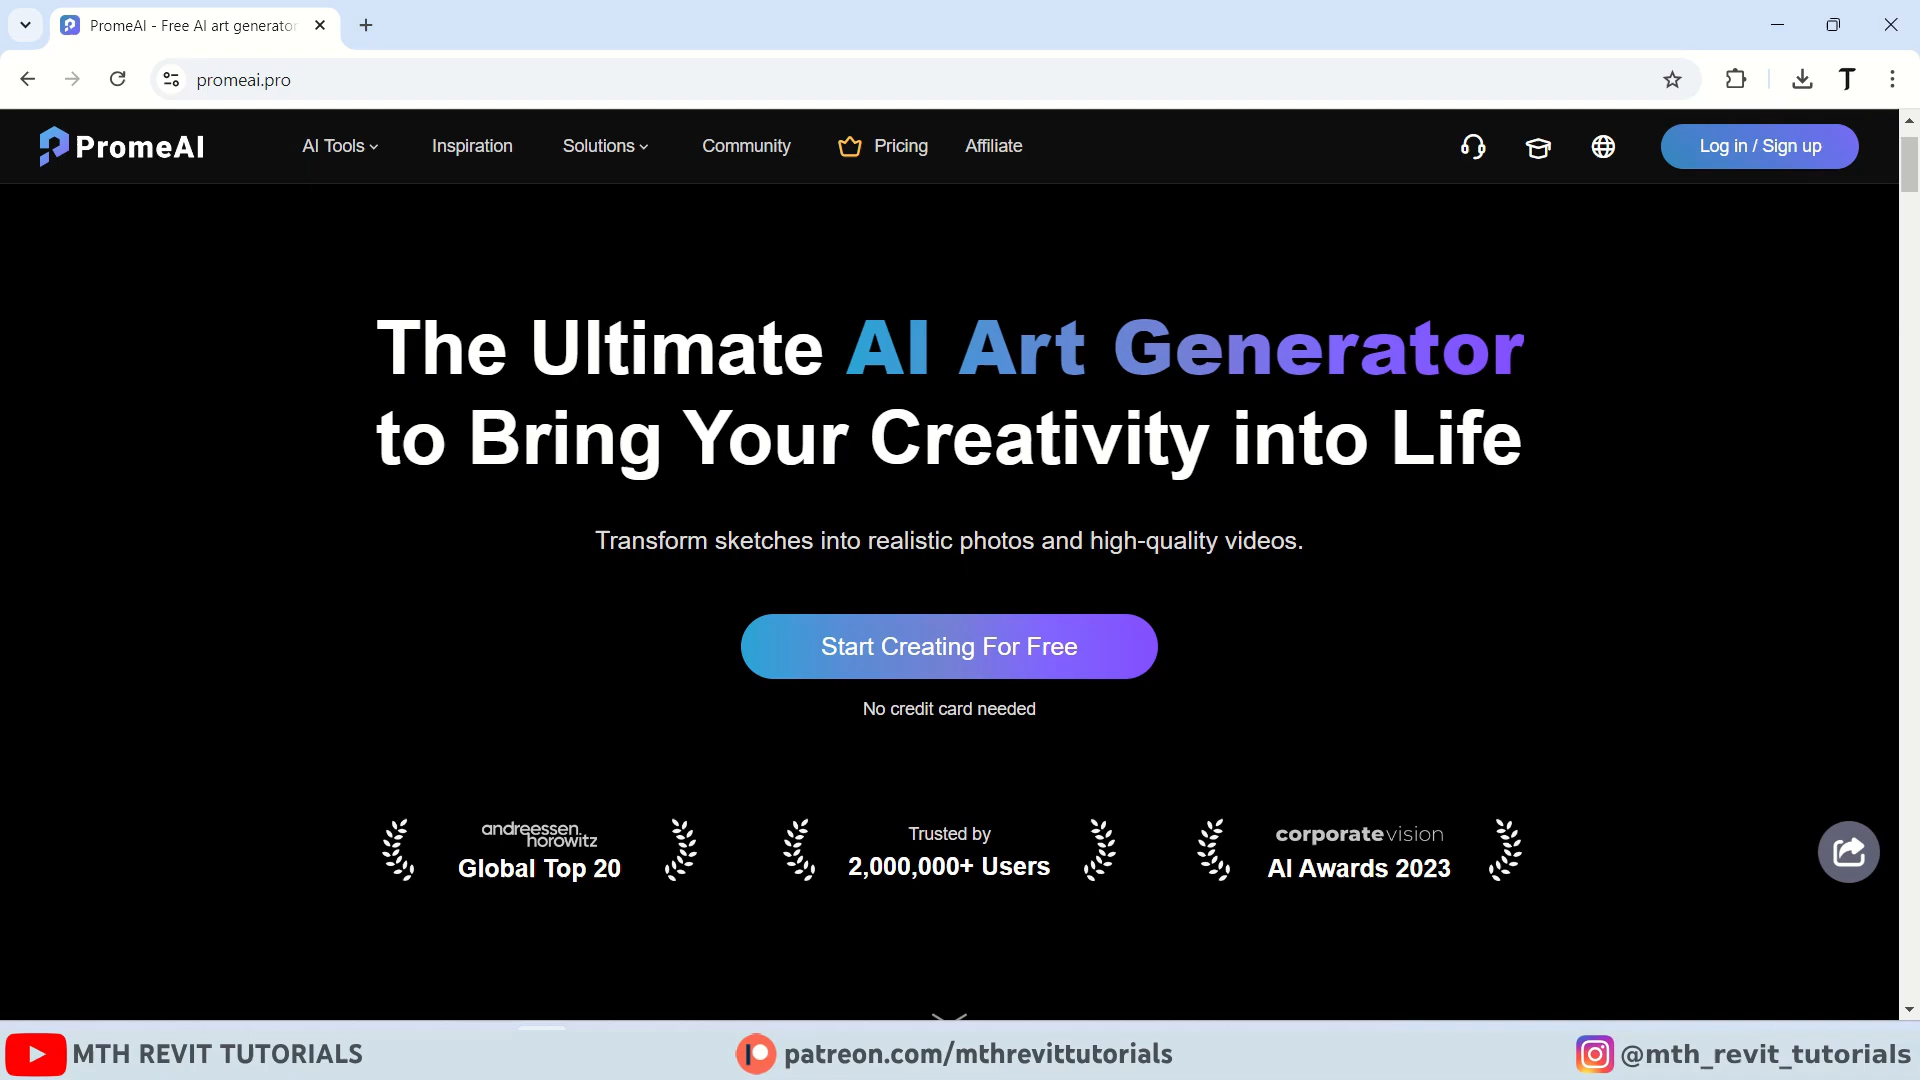 PromeAI - Free AI art generator
promeai.pro
PromeAI
AI Tools
Inspiration
Solutions
Community
Pricing
Affiliate
Log in / Sign up
The Ultimate AI Art Generator
to Bring Your Creativity into Life
Transform sketches into realistic photos and high-quality videos.
Start Creating For Free
No credit card needed
andreessen.
horowitz
Global Top 20
Trusted by
2,000,000+ Users
corporatevision
AI Awards 2023
MTH REVIT TUTORIALS
patreon.com/mthrevittutorials
@mth_revit_tutorials